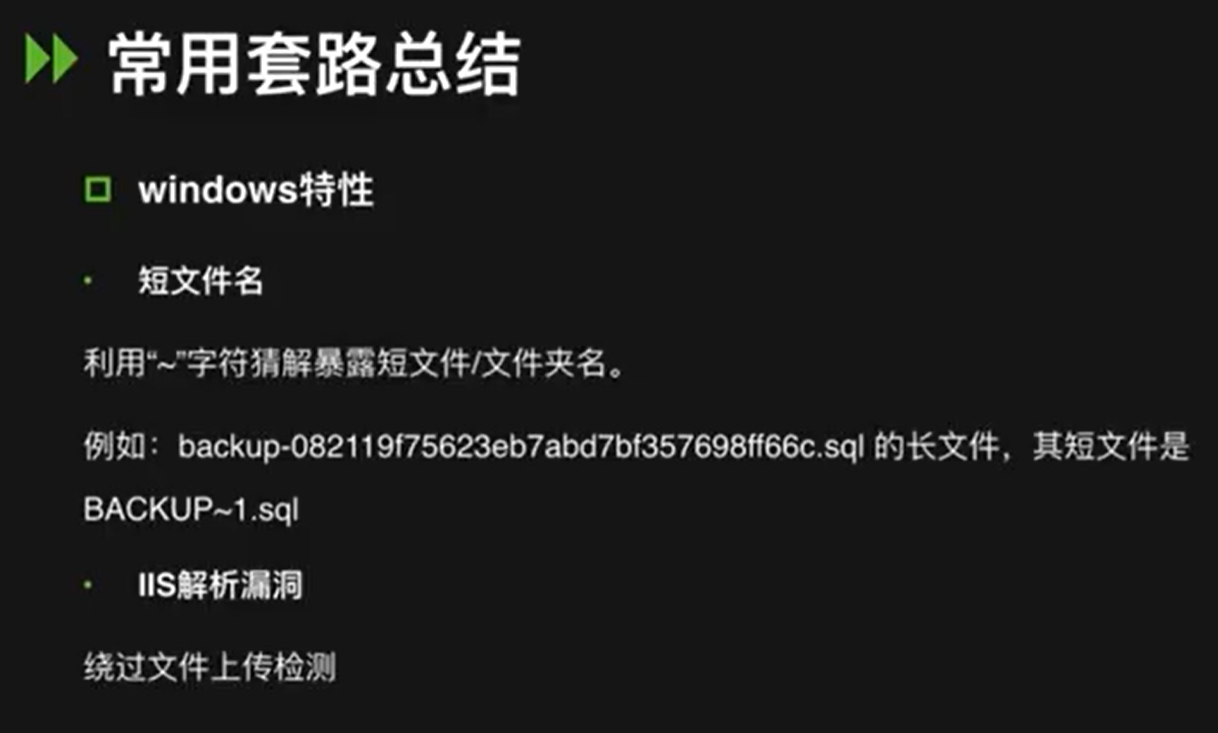 常用套路总结
windows特性
短文件名
利用“~”字符猜解暴露短文件/文件夹名。
例如：backup-082119f75623eb7abd7bf357698ff66c.sql 的长文件，其短文件是
BACKUP~1.sql
IIS解析漏洞
绕过文件上传检测